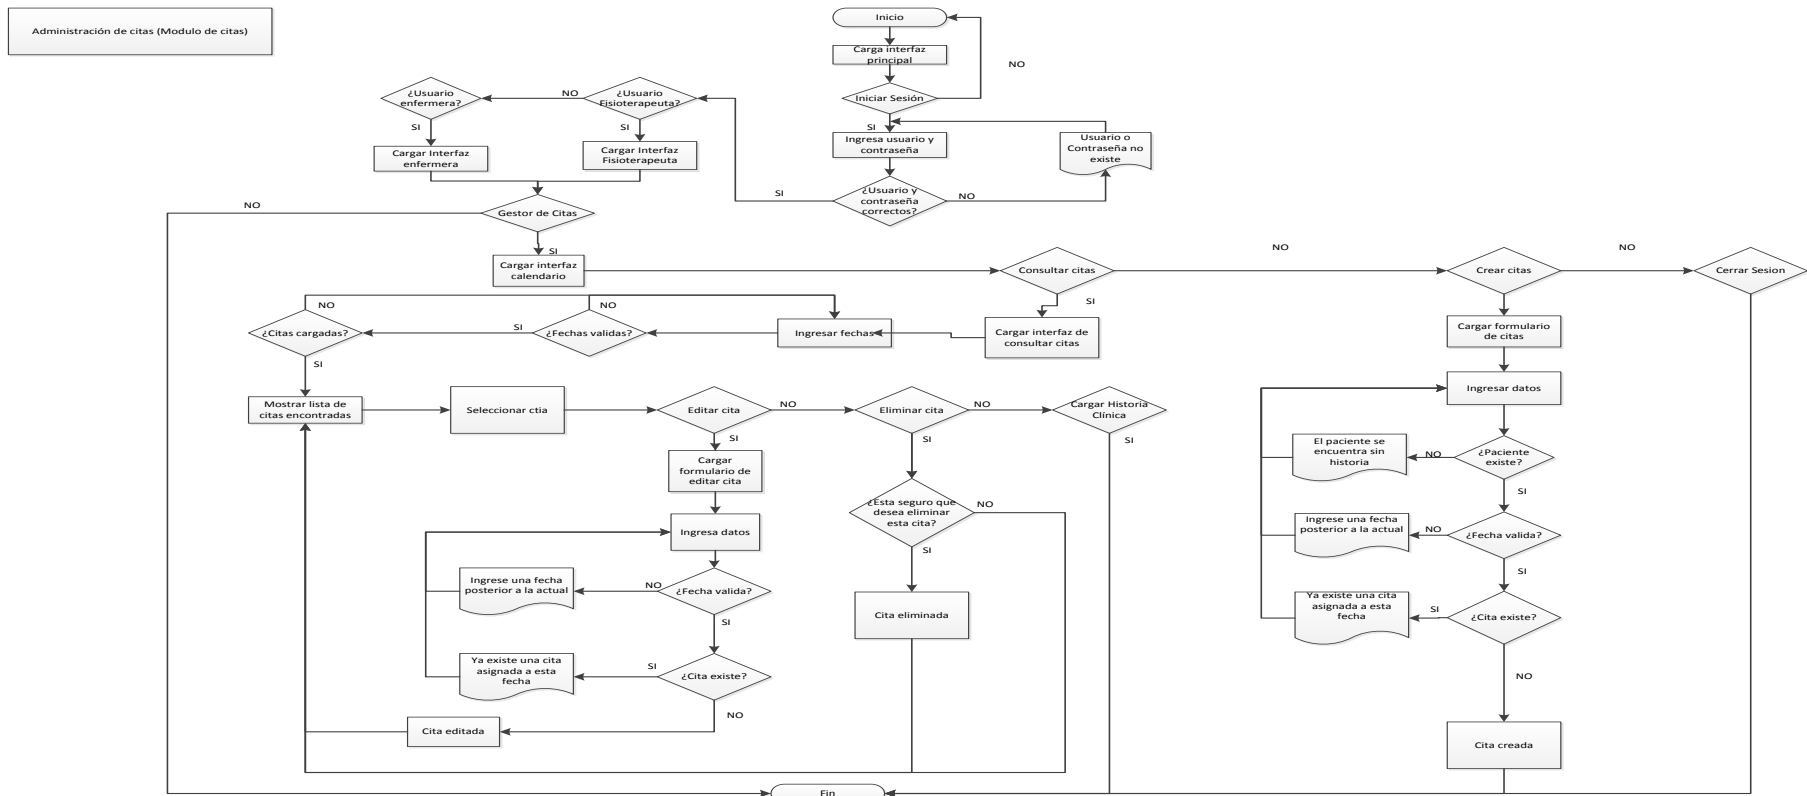 Administración de citas (Modulo de citas)
Inicio
Carga interfaz
principal
NO
Iniciar Sesión
SI
Ingresa usuario y
contraseña
Usuario o
Contraseña no
existe
¿Usuario y
contraseña
correctos?
NO
SI
¿Usuario
Fisioterapeuta?
NO
SI
¿Usuario
enfermera?
SI
Cargar Interfaz
enfermera
Cargar Interfaz
Fisioterapeuta
Gestor de Citas
NO
SI
Cargar interfaz
calendario
Consultar citas
NO
SI
Crear citas
NO
Cerrar Sesion
Cargar interfaz de
consultar citas
Ingresar fechas
¿Fechas validas?
NO
SI
¿Citas cargadas?
NO
SI
Mostrar lista de
citas encontradas
Seleccionar ctia
Editar cita
NO
SI
Eliminar cita
NO
SI
Cargar Historia
Clínica
SI
Cargar
formulario de
editar cita
Ingresa datos
¿Fecha valida?
NO
SI
Ingrese una fecha
posterior a la actual
¿Cita existe?
SI
NO
Ya existe una cita
asignada a esta
fecha
Cita editada
¿Esta seguro que
desea eliminar
esta cita?
NO
SI
Cita eliminada
Cargar formulario
de citas
Ingresar datos
¿Paciente
existe?
NO
SI
El paciente se
encuentra sin
historia
¿Fecha valida?
NO
SI
Ingrese una fecha
posterior a la actual
¿Cita existe?
SI
NO
Ya existe una cita
asignada a esta
fecha
Cita creada
Fin